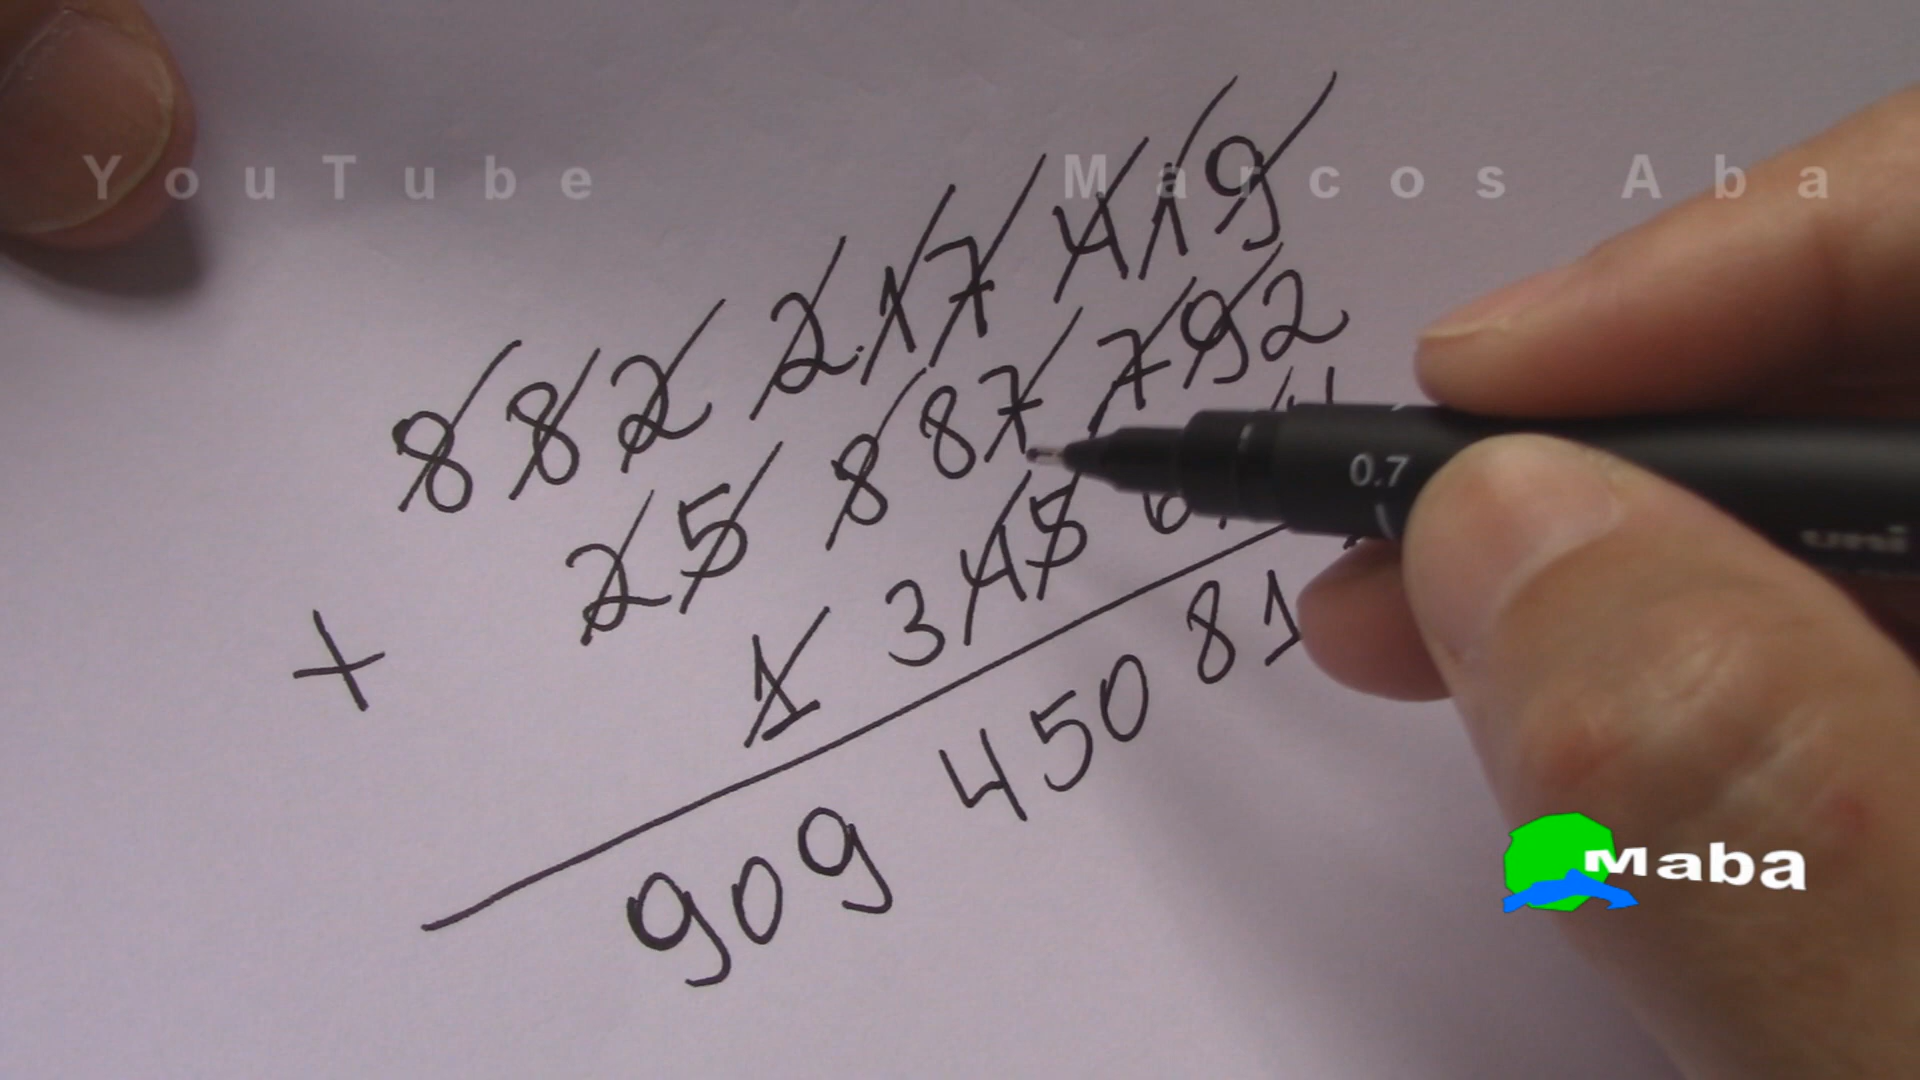 YouTube Marcos Aba
882 217 419
25 887 792
+ 1 345 6
909 450 81
0.7
uni
Maba